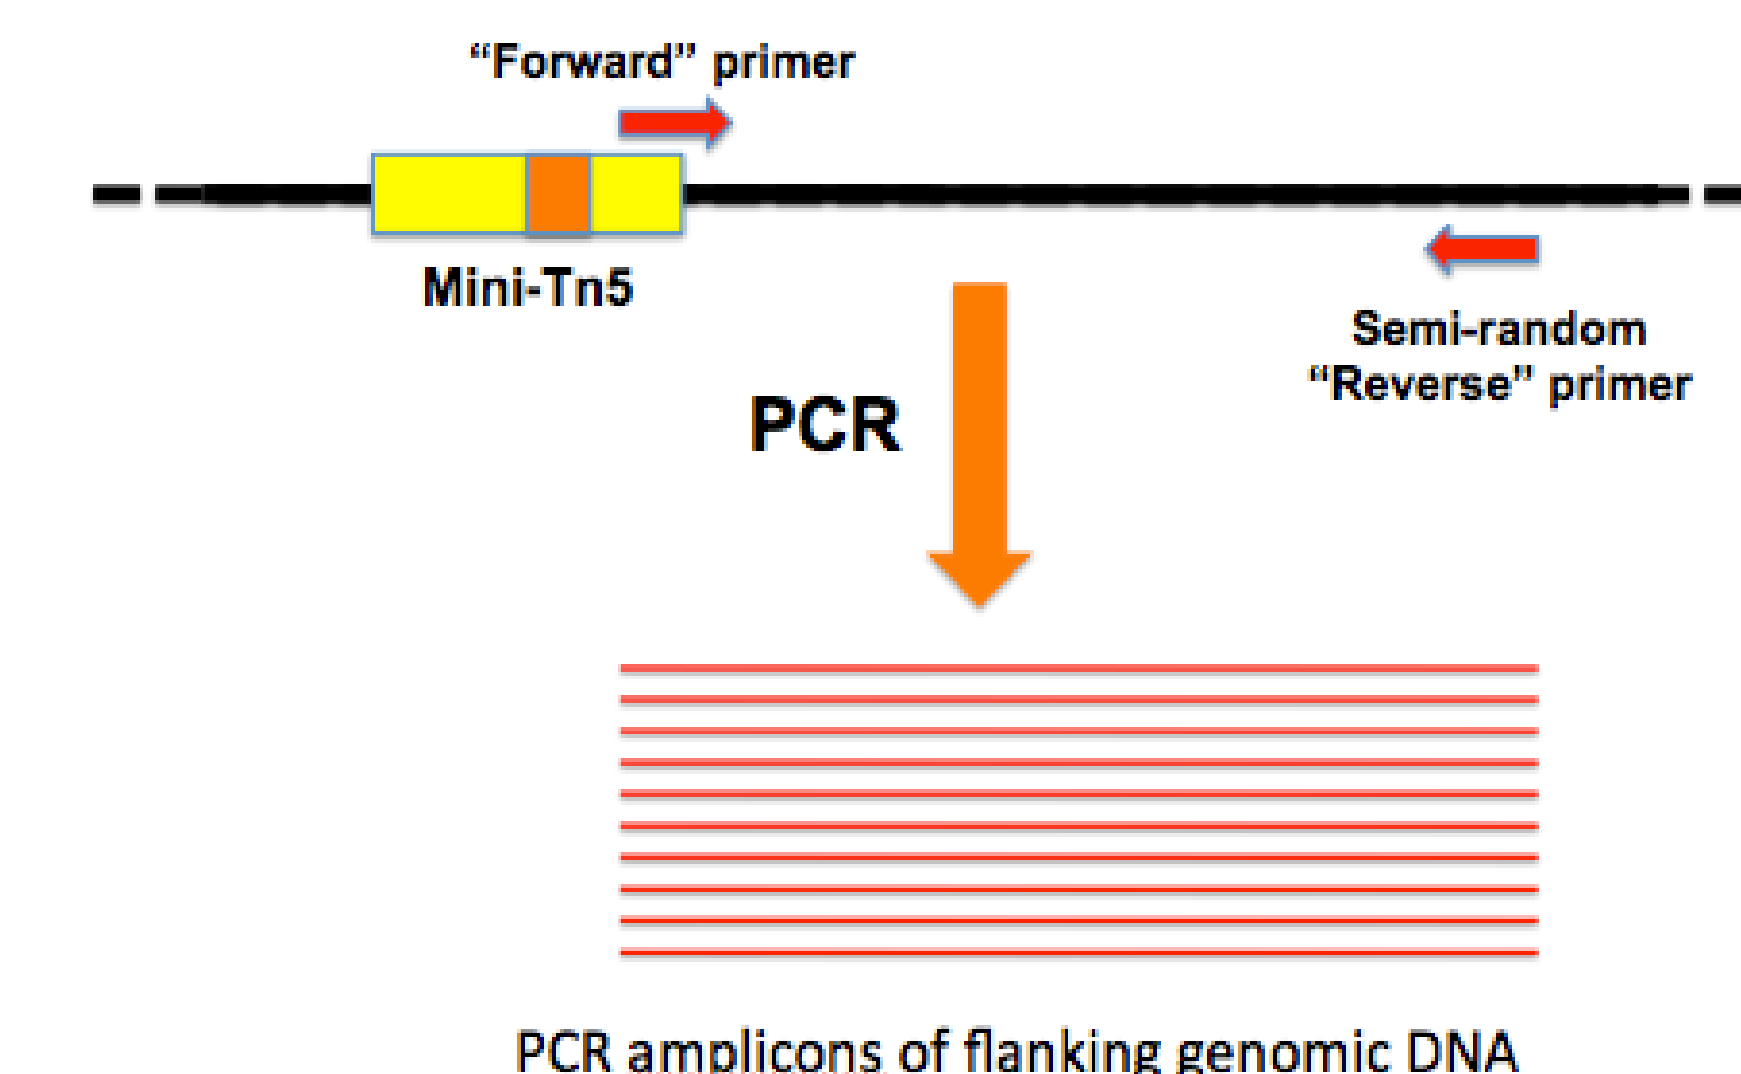 “Forward” primer
Mini-Tn5
Semi-random
“Reverse” primer
PCR
PCR amplicons of flanking genomic DNA